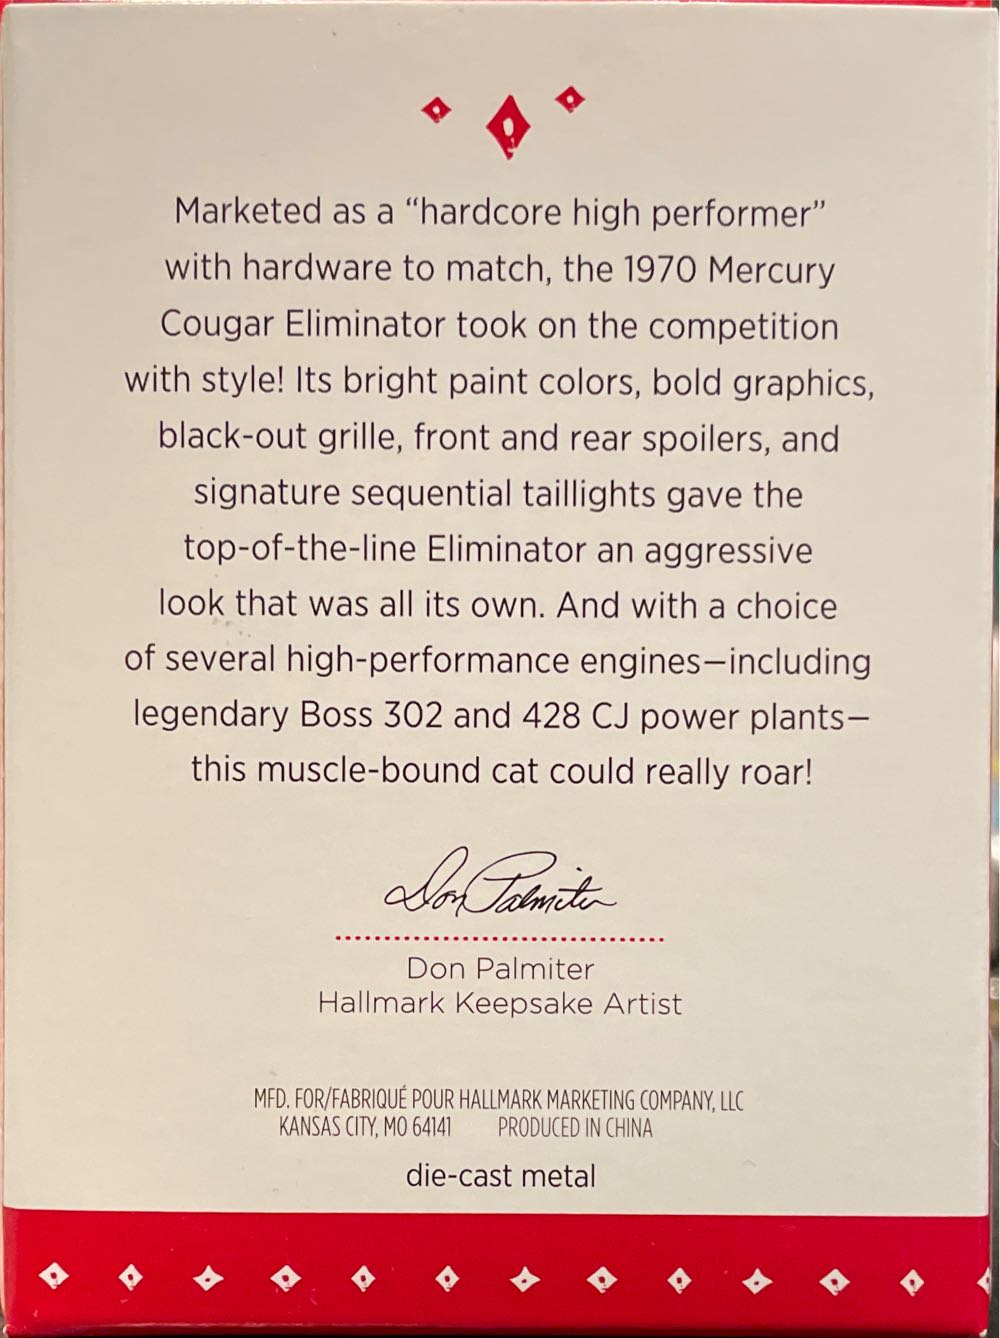 Marketed as a “hardcore high performer”
with hardware to match, the 1970 Mercury
Cougar Eliminator took on the competition
with style! Its bright paint colors, bold graphics,
black-out grille, front and rear spoilers, and
signature sequential taillights gave the
top-of-the-line Eliminator an aggressive
look that was all its own. And with a choice
of several high-performance engines—including
legendary Boss 302 and 428 CJ power plants—
this muscle-bound cat could really roar!
Don Palmiter
Don Palmiter
Hallmark Keepsake Artist
MFD. FOR/FABRIQUÉ POUR HALLMARK MARKETING COMPANY, LLC
KANSAS CITY, MO 64141 PRODUCED IN CHINA
die-cast metal